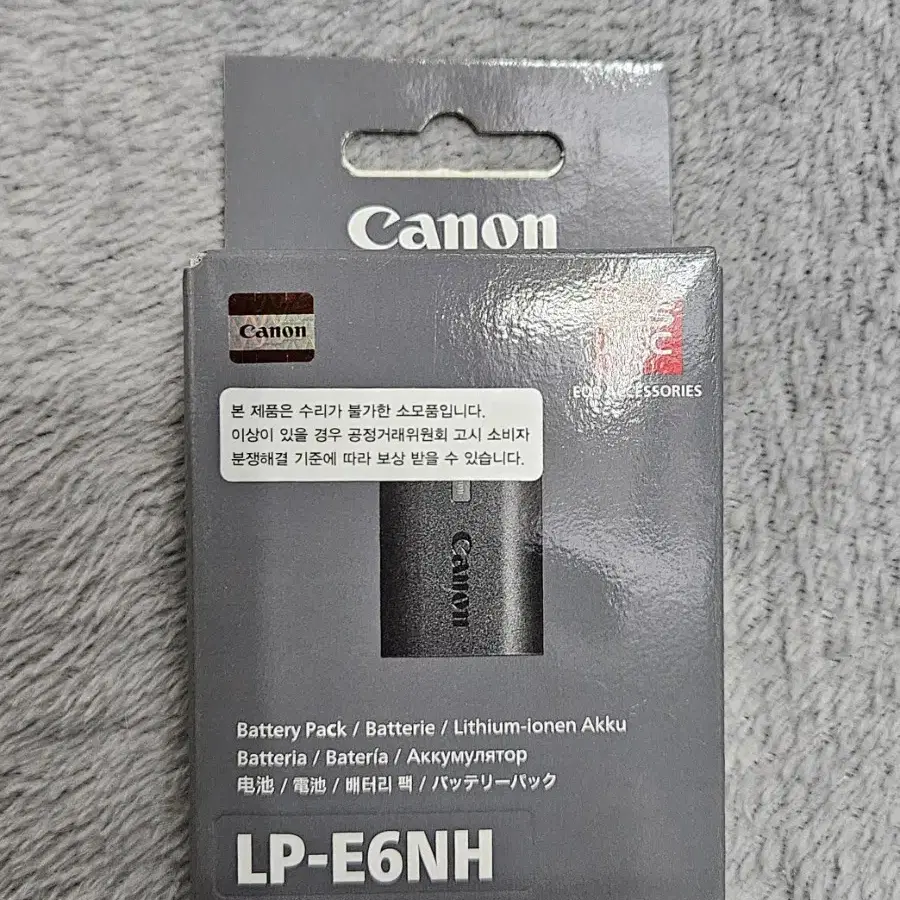 Canon
Canon
본 제품은 수리가 불가한 소모품입니다.
이상이 있을 경우 공정거래위원회 고시 소비자
분쟁해결 기준에 따라 보상 받을 수 있습니다.
Canon
Battery Pack / Batterie / Lithium-ionen Akku
Batteria / Batería / Аккумулятор
电池 / 電池 / 배터리 팩 / バッテリーパック
LP-E6NH